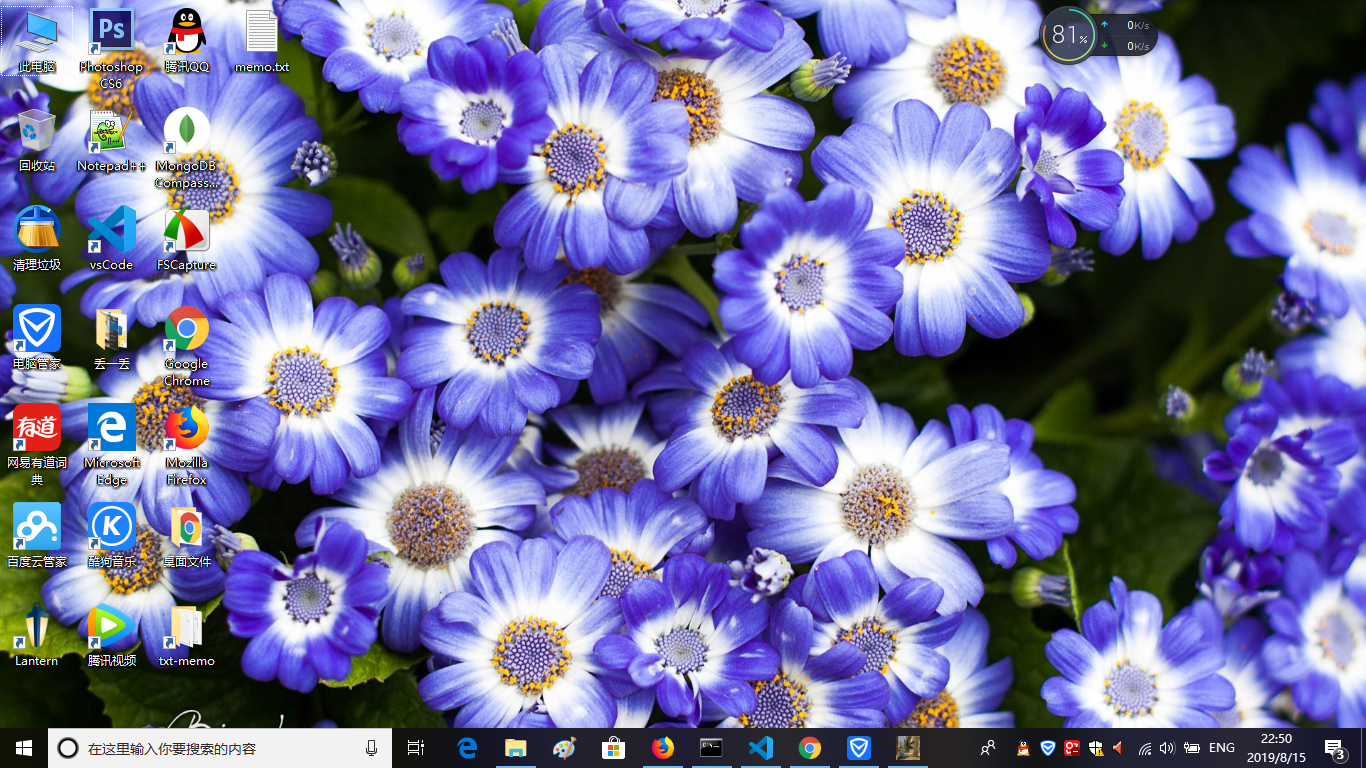 此电脑
Photoshop
CS6
腾讯QQ
memo.txt
回收站
Notepad++
MongoDB
Compass...
清理垃圾
vsCode
FSCapture
电脑管家
丢一丢
Google
Chrome
有道
网易有道词
典
Microsoft
Edge
Mozilla
Firefox
百度云管家
酷狗音乐
桌面文件
Lantern
腾讯视频
txt-memo
81%
0K/s
0K/s
在这里输入你要搜索的内容
ENG
22:50
2019/8/15
3